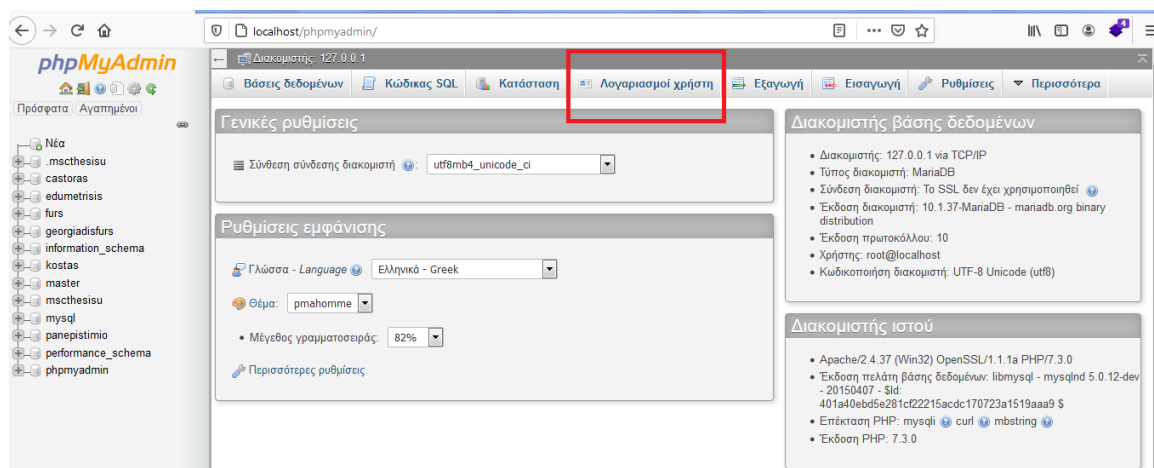 localhost/phpmyadmin/
4
phpMyAdmin
Πρόσφατα Αγαπημένοι
Νέα
.mscthesisu
castoras
edumetrisis
furs
georgiadisfurs
information_schema
kostas
master
mscthesisu
mysql
panepistimio
performance_schema
phpmyadmin
Διακομιστής: 127.0.0.1
Βάσεις δεδομένων Κώδικας SQL Κατάσταση Λογαριασμοί χρήστη Εξαγωγή Εισαγωγή Ρυθμίσεις Περισσότερα
Γενικές ρυθμίσεις
Σύνθεση σύνδεσης διακομιστή : utf8mb4_unicode_ci
Ρυθμίσεις εμφάνισης
Γλώσσα - Language Ελληνικά - Greek
Θέμα: pmahomme
• Μέγεθος γραμματοσειράς: 82%
Περισσότερες ρυθμίσεις
Διακομιστής βάσης δεδομένων
• Διακομιστής: 127.0.0.1 via TCP/IP
• Τύπος διακομιστή: MariaDB
• Σύνδεση διακομιστή: Το SSL δεν έχει χρησιμοποιηθεί
• Έκδοση διακομιστή: 10.1.37-MariaDB - mariadb.org binary
distribution
• Έκδοση πρωτοκόλλου: 10
• Χρήστης: root@localhost
• Κωδικοποίηση διακομιστή: UTF-8 Unicode (utf8)
Διακομιστής ιστού
• Apache/2.4.37 (Win32) OpenSSL/1.1.1a PHP/7.3.0
• Έκδοση πελάτη βάσης δεδομένων: libmysql - mysqlnd 5.0.12-dev
- 20150407 - $Id:
401a40ebd5e281cf22215acdc170723a1519aaa9 $
• Επέκταση PHP: mysqli curl mbstring
• Έκδοση PHP: 7.3.0